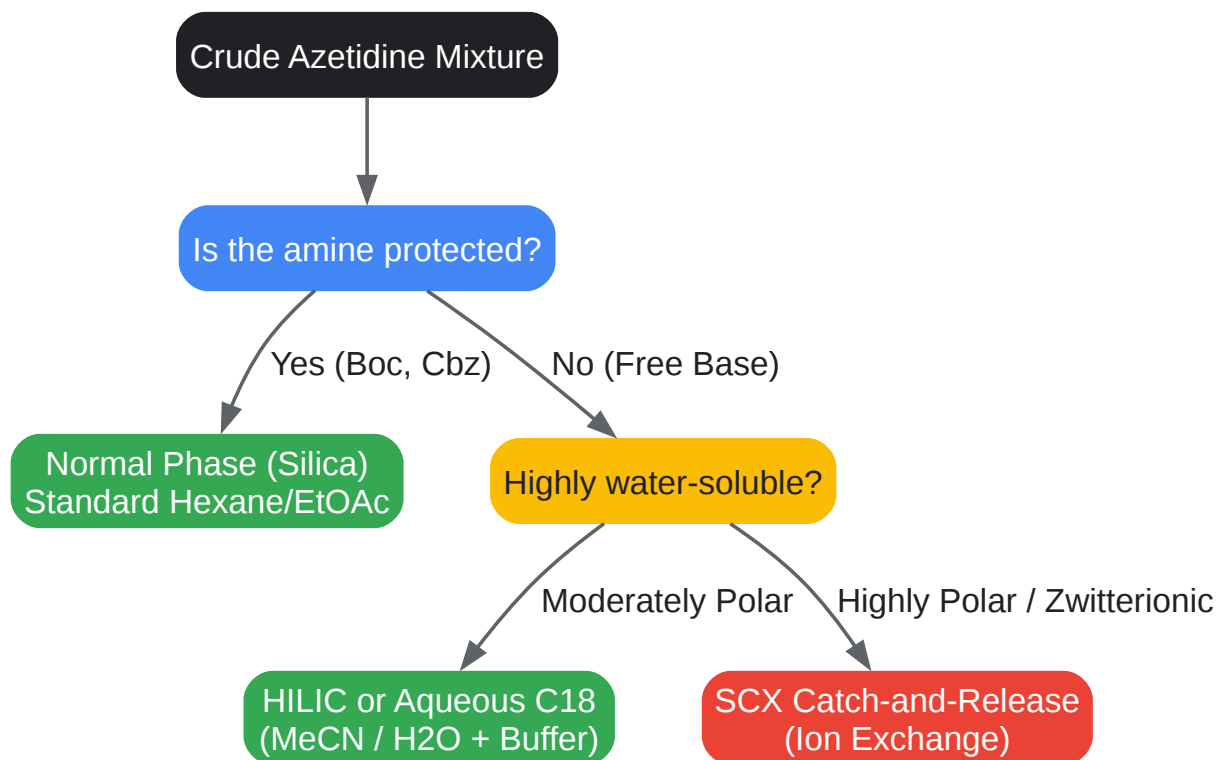 Crude Azetidine Mixture
Is the amine protected?
Yes (Boc, Cbz)
No (Free Base)
Normal Phase (Silica)
Standard Hexane/EtOAc
Highly water-soluble?
Moderately Polar
Highly Polar / Zwitterionic
HILIC or Aqueous C18
(MeCN / H2O + Buffer)
SCX Catch-and-Release
(Ion Exchange)